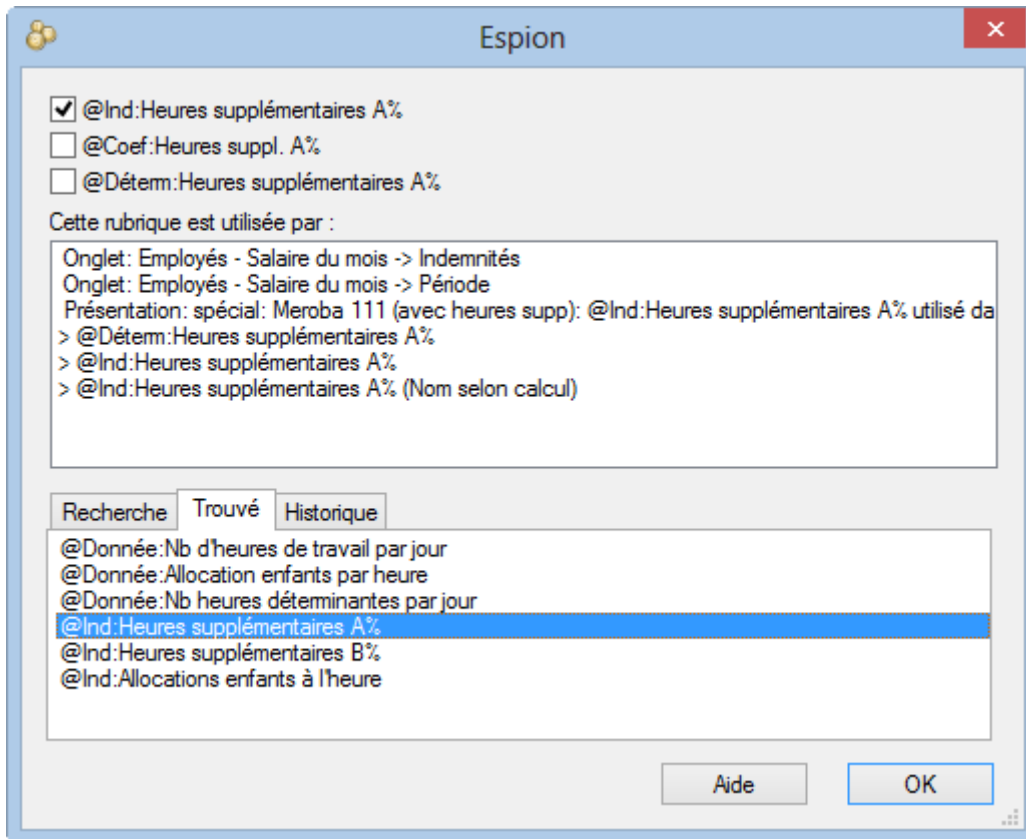 Espion
@Ind:Heures supplémentaires A%
@Coef:Heures suppl. A%
@Déterm:Heures supplémentaires A%
Cette rubrique est utilisée par :
Onglet: Employés - Salaire du mois -> Indemnités
Onglet: Employés - Salaire du mois -> Période
Présentation: spécial: Meroba 111 (avec heures supp): @Ind:Heures supplémentaires A% utilisé da
> @Déterm:Heures supplémentaires A%
> @Ind:Heures supplémentaires A%
> @Ind:Heures supplémentaires A% (Nom selon calcul)
Recherche Trouvé Historique
@Donnée:Nb d'heures de travail par jour
@Donnée:Allocation enfants par heure
@Donnée:Nb heures déterminantes par jour
@Ind:Heures supplémentaires A%
@Ind:Heures supplémentaires B%
@Ind:Allocations enfants à l'heure
Aide OK